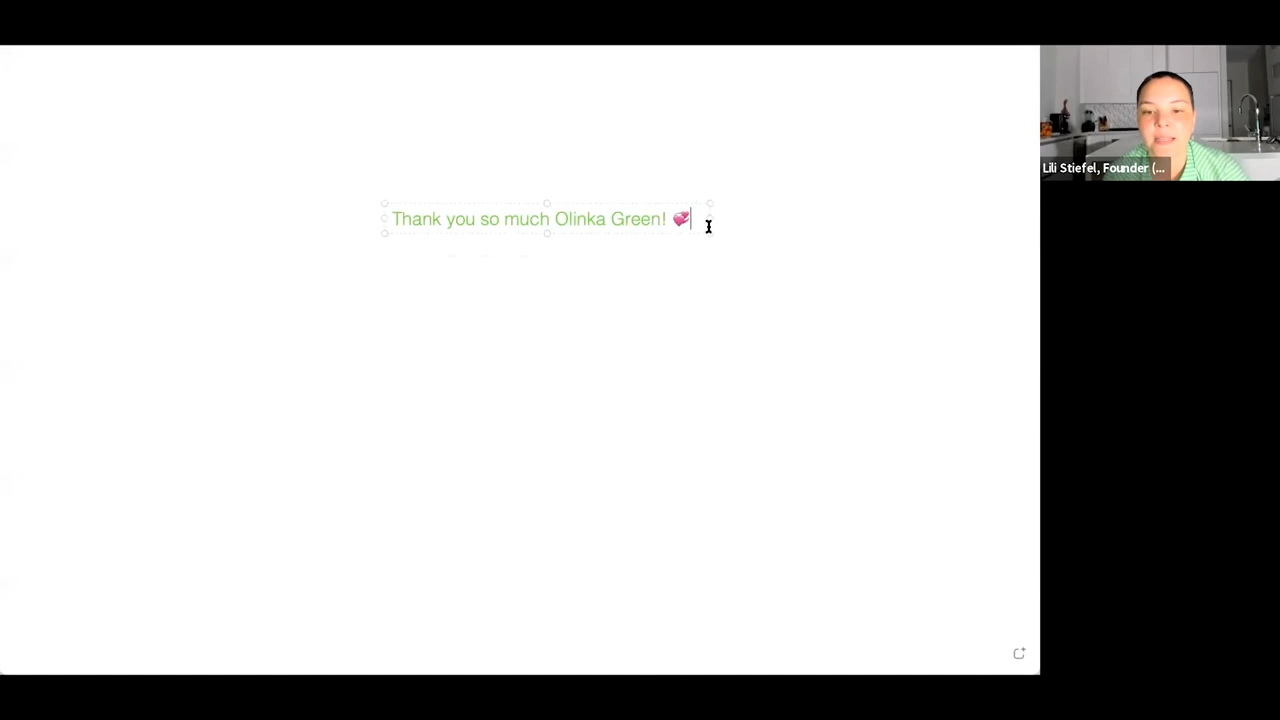 Thank you so much Olinka Green! 💞
Lili Stiefel, Founder (...